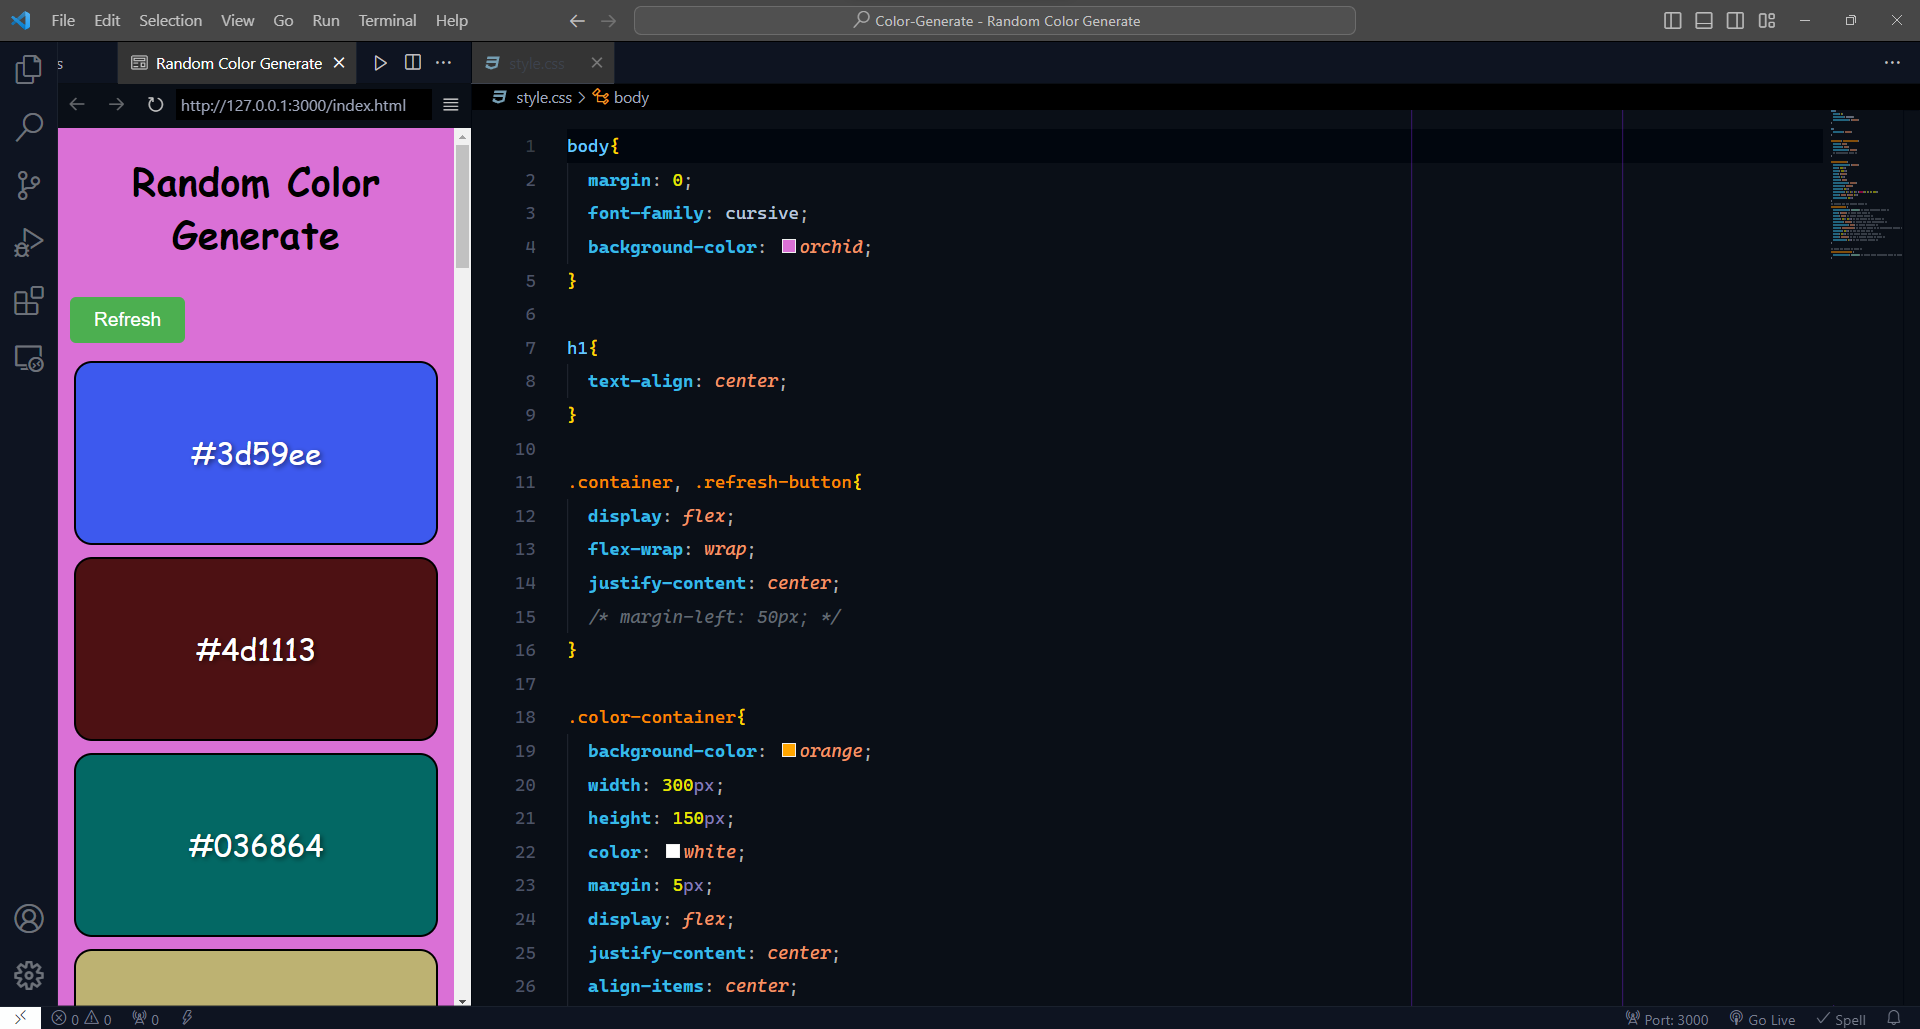 File Edit Selection View Go Run Terminal Help
Color-Generate - Random Color Generate
s
Random Color Generate
style.css
http://127.0.0.1:3000/index.html
style.css > body
Random Color
Generate
Refresh
#3d59ee
#4d1113
#036864
1 body{
2 margin: 0;
3 font-family: cursive;
4 background-color: orchid;
5 }
6
7 h1{
8 text-align: center;
9 }
10
11 .container, .refresh-button{
12 display: flex;
13 flex-wrap: wrap;
14 justify-content: center;
15 /* margin-left: 50px; */
16 }
17
18 .color-container{
19 background-color: orange;
20 width: 300px;
21 height: 150px;
22 color: white;
23 margin: 5px;
24 display: flex;
25 justify-content: center;
26 align-items: center;
0 0 0
Port: 3000 Go Live Spell